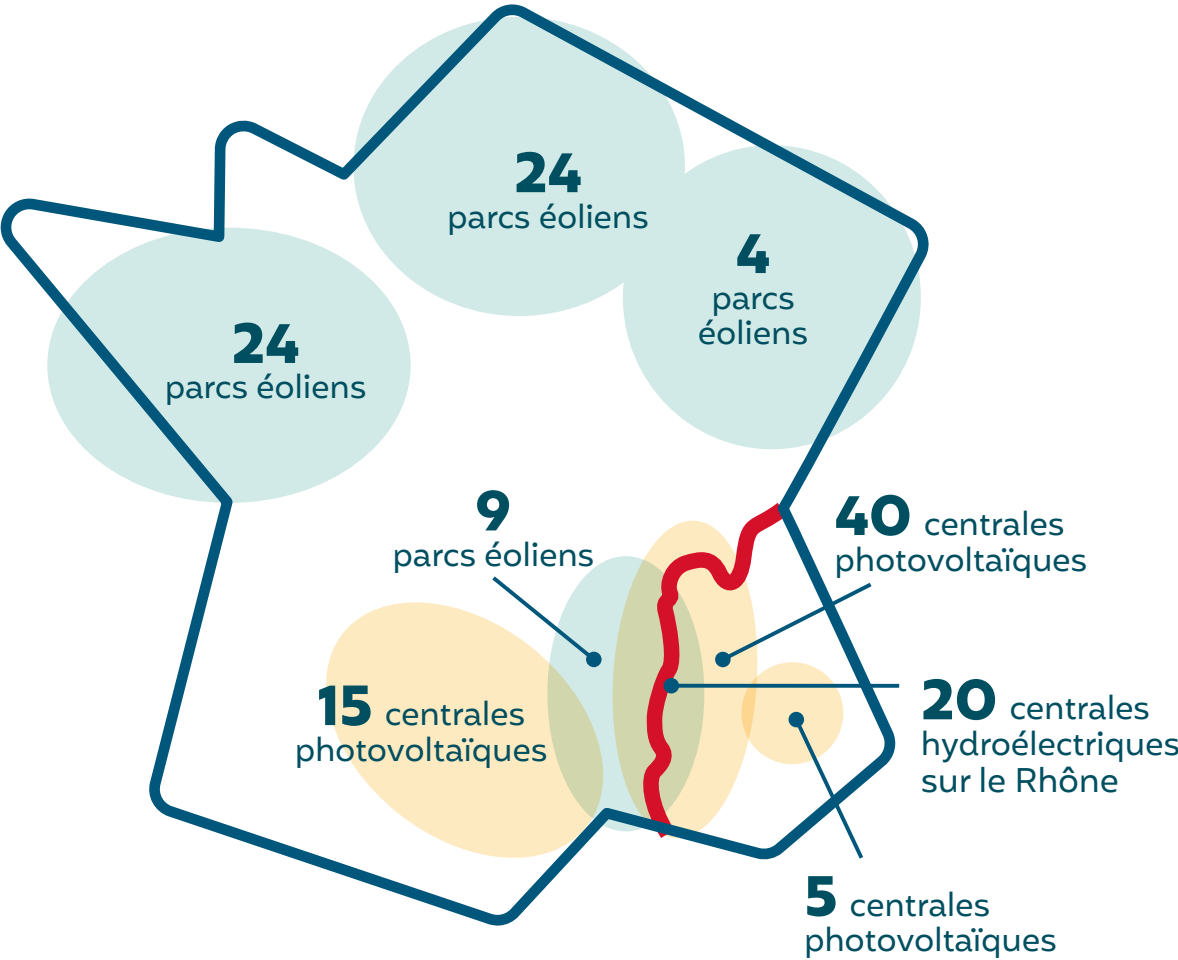 24
parcs éoliens
4
parcs
éoliens
24
parcs éoliens
9
parcs éoliens
40 centrales
photovoltaïques
15 centrales
photovoltaïques
20 centrales
hydroélectriques
sur le Rhône
5 centrales
photovoltaïques